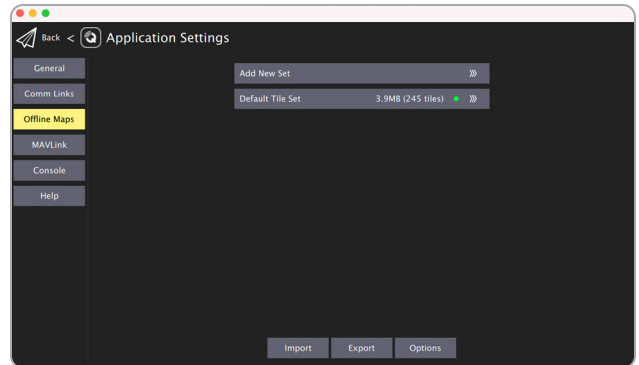 Back < Application Settings
General
Comm Links
Offline Maps
MAVLink
Console
Help
Add New Set
Default Tile Set 3.9MB (245 tiles)
Import Export Options